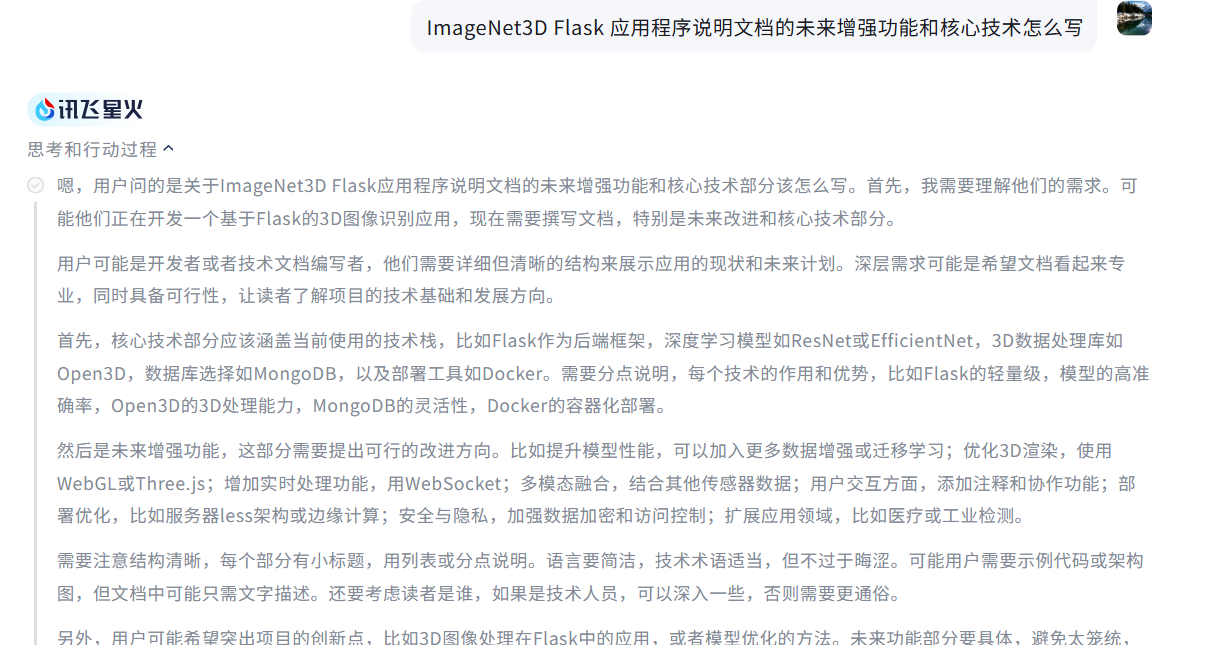 ImageNet3D Flask 应用程序说明文档的未来增强功能和核心技术怎么写
讯飞星火
思考和行动过程
嗯，用户问的是关于ImageNet3D Flask应用程序说明文档的未来增强功能和核心技术部分该怎么写。首先，我需要理解他们的需求。可
能他们正在开发一个基于Flask的3D图像识别应用，现在需要撰写文档，特别是未来改进和核心技术部分。
用户可能是开发者或者技术文档编写者，他们需要详细但清晰的结构来展示应用的现状和未来计划。深层需求可能是希望文档看起来专
业，同时具备可行性，让读者了解项目的技术基础和发展方向。
首先，核心技术部分应该涵盖当前使用的技术栈，比如Flask作为后端框架，深度学习模型如ResNet或EfficientNet，3D数据处理库如
Open3D，数据库选择如MongoDB，以及部署工具如Docker。需要分点说明，每个技术的作用和优势，比如Flask的轻量级，模型的高准
确率，Open3D的3D处理能力，MongoDB的灵活性，Docker的容器化部署。
然后是未来增强功能，这部分需要提出可行的改进方向。比如提升模型性能，可以加入更多数据增强或迁移学习；优化3D渲染，使用
WebGL或Three.js；增加实时处理功能，用WebSocket；多模态融合，结合其他传感器数据；用户交互方面，添加注释和协作功能；部
署优化，比如服务器less架构或边缘计算；安全与隐私，加强数据加密和访问控制；扩展应用领域，比如医疗或工业检测。
需要注意结构清晰，每个部分有小标题，用列表或分点说明。语言要简洁，技术术语适当，但不过于晦涩。可能用户需要示例代码或架构
图，但文档中可能只需文字描述。还要考虑读者是谁，如果是技术人员，可以深入一些，否则需要更通俗。
另外，用户可能希望突出项目的创新点，比如3D图像处理在Flask中的应用，或者模型优化的方法。未来功能部分要具体，避免太笼统，